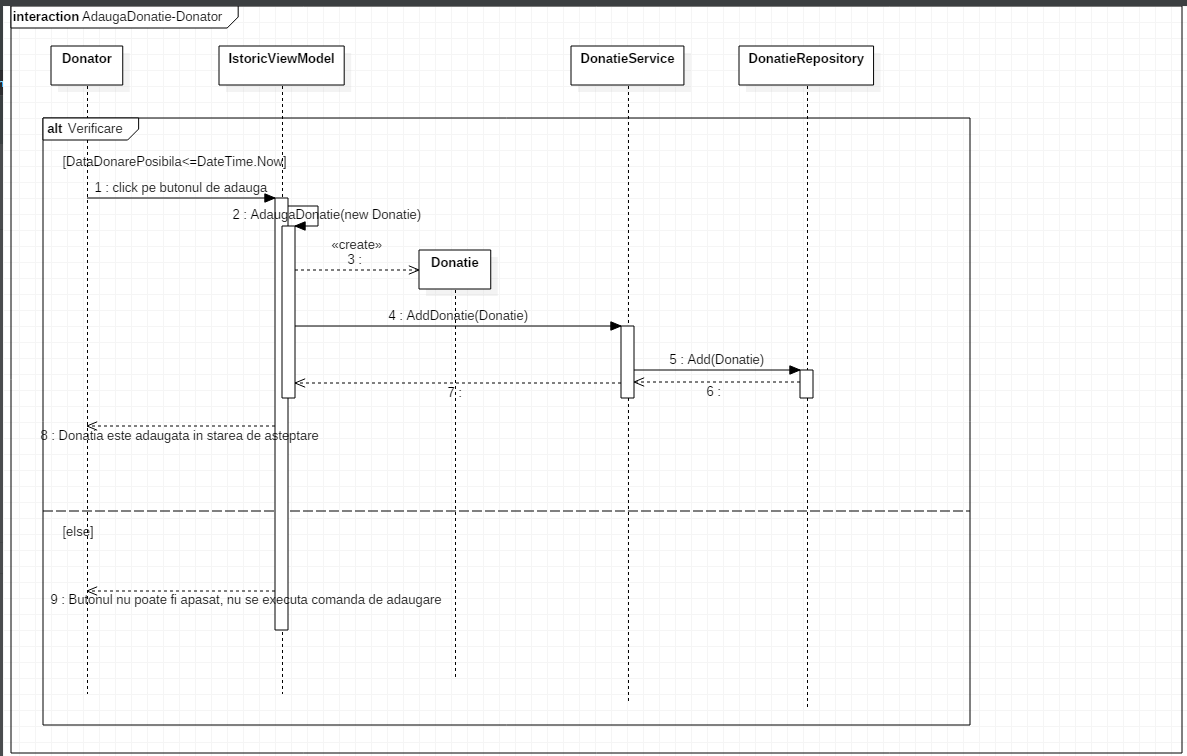 interaction AdaugaDonatie-Donator
Donator
IstoricViewModel
DonatieService
DonatieRepository
alt Verificare
[DataDonarePosibila<=DateTime.Now]
1 : click pe butonul de adauga
2 : AdaugaDonatie(new Donatie)
«create»
3 :
Donatie
4 : AddDonatie(Donatie)
5 : Add(Donatie)
6 :
7 :
8 : Donatia este adaugata in starea de asteptare
[else]
9 : Butonul nu poate fi apasat, nu se executa comanda de adaugare